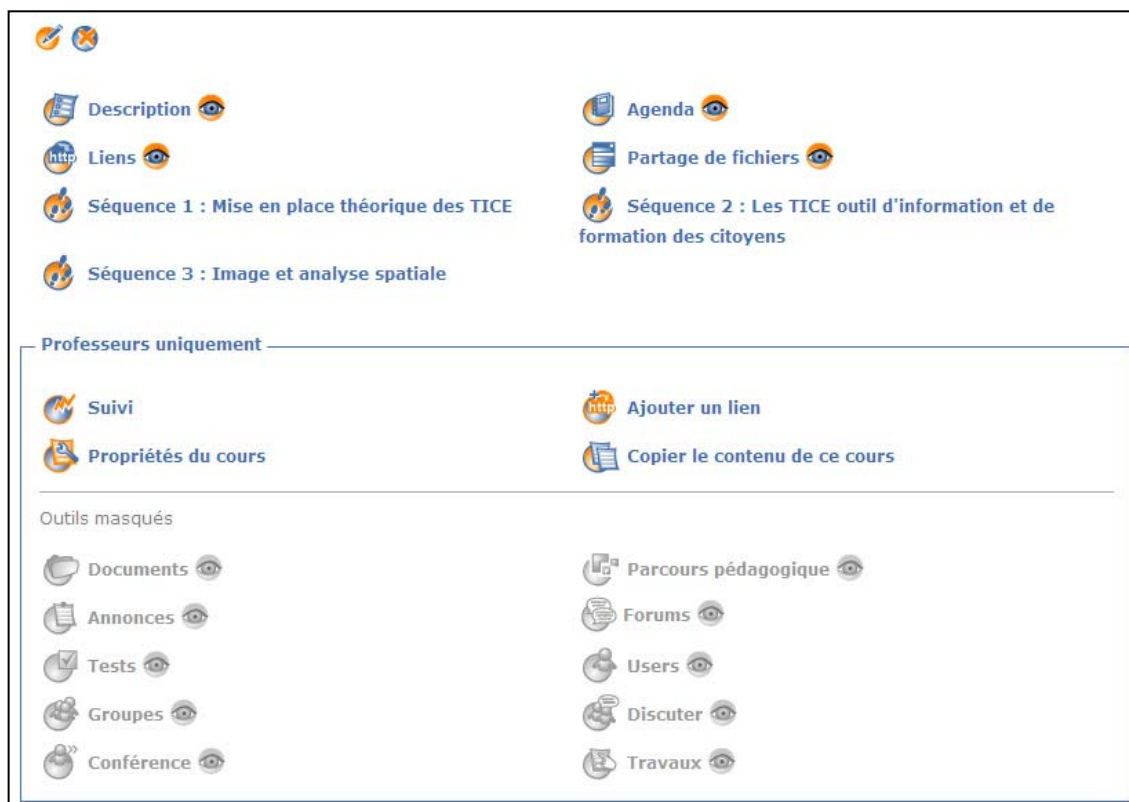 Description
Agenda
http Liens
Partage de fichiers
Séquence 1 : Mise en place théorique des TICE
Séquence 2 : Les TICE outil d'information et de
formation des citoyens
Séquence 3 : Image et analyse spatiale
Professeurs uniquement
Suivi
http Ajouter un lien
Propriétés du cours
Copier le contenu de ce cours
Outils masqués
Documents
Parcours pédagogique
Annonces
Forums
Tests
Users
Groupes
Discuter
Conférence
Travaux